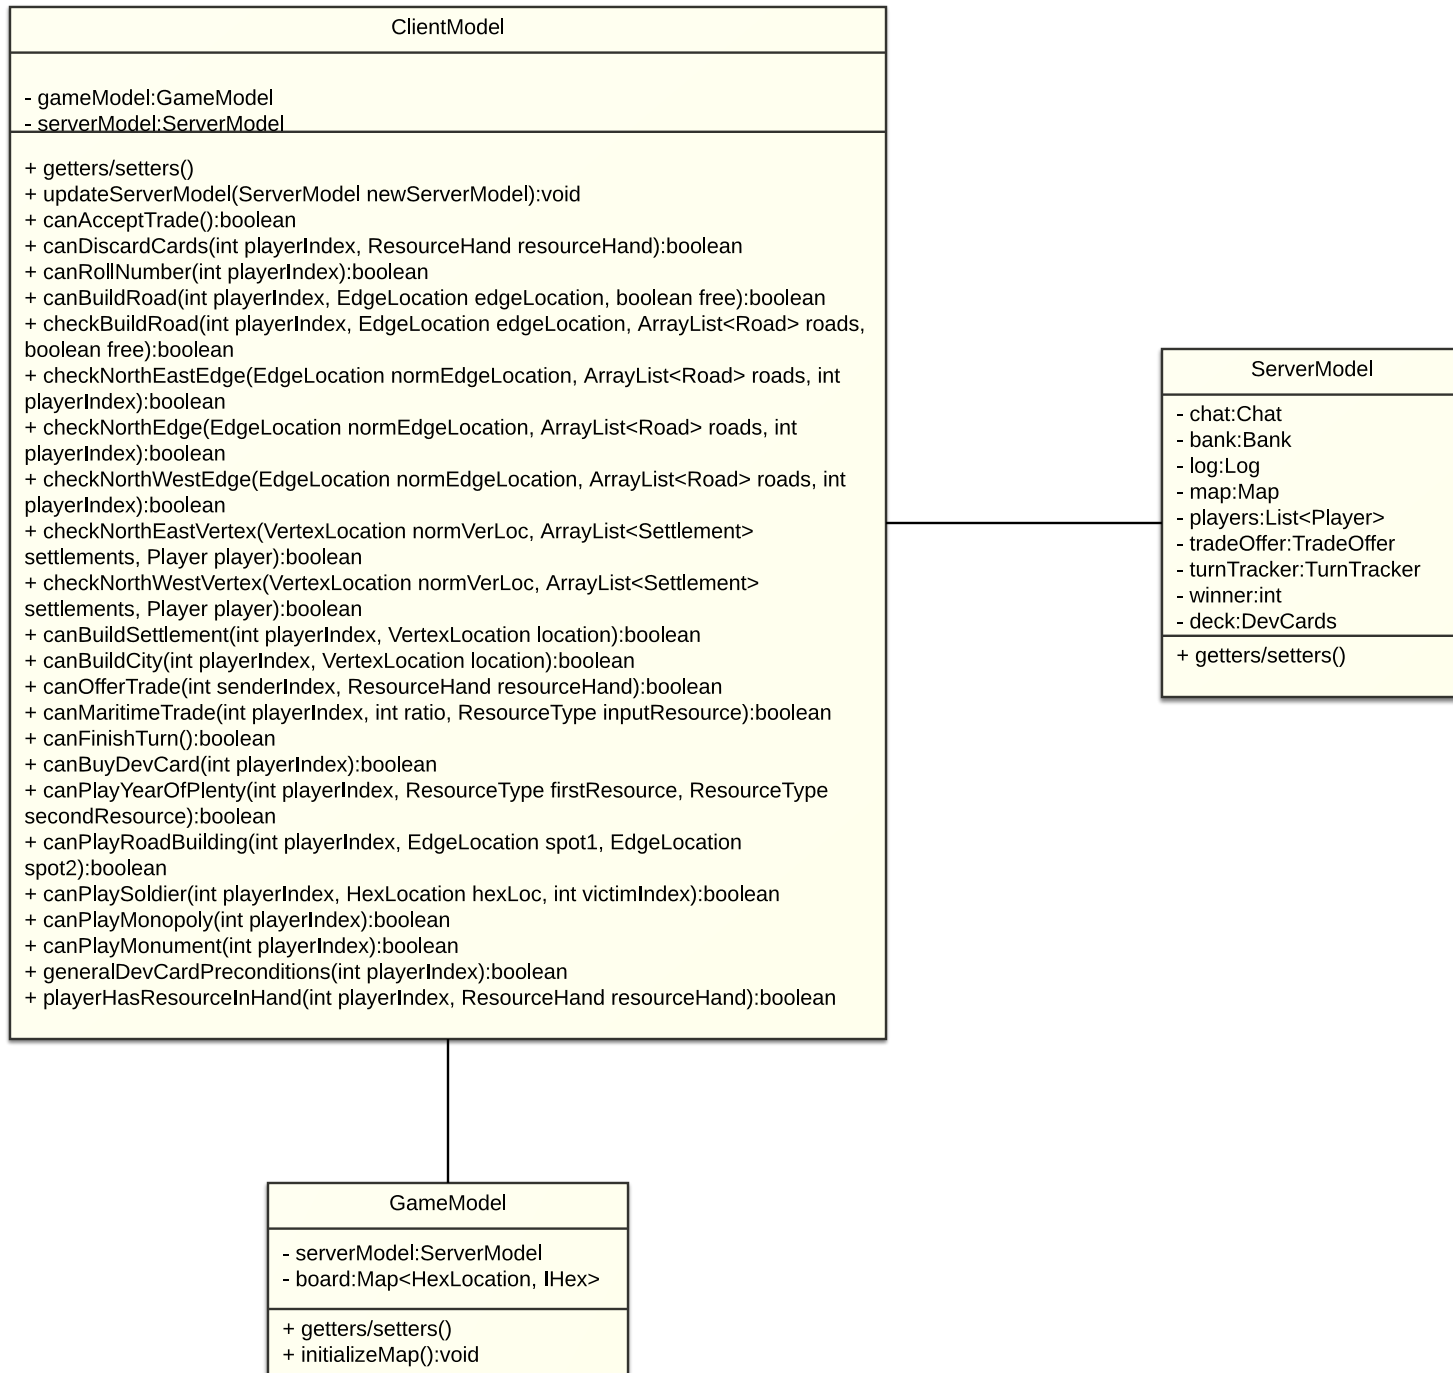 ClientModel
- gameModel:GameModel
- serverModel:ServerModel
+ getters/setters()
+ updateServerModel(ServerModel newServerModel):void
+ canAcceptTrade():boolean
+ canDiscardCards(int playerIndex, ResourceHand resourceHand):boolean
+ canRollNumber(int playerIndex):boolean
+ canBuildRoad(int playerIndex, EdgeLocation edgeLocation, boolean free):boolean
+ checkBuildRoad(int playerIndex, EdgeLocation edgeLocation, ArrayList<Road> roads,
boolean free):boolean
+ checkNorthEastEdge(EdgeLocation normEdgeLocation, ArrayList<Road> roads, int
playerIndex):boolean
+ checkNorthEdge(EdgeLocation normEdgeLocation, ArrayList<Road> roads, int
playerIndex):boolean
+ checkNorthWestEdge(EdgeLocation normEdgeLocation, ArrayList<Road> roads, int
playerIndex):boolean
+ checkNorthEastVertex(VertexLocation normVerLoc, ArrayList<Settlement>
settlements, Player player):boolean
+ checkNorthWestVertex(VertexLocation normVerLoc, ArrayList<Settlement>
settlements, Player player):boolean
+ canBuildSettlement(int playerIndex, VertexLocation location):boolean
+ canBuildCity(int playerIndex, VertexLocation location):boolean
+ canOfferTrade(int senderIndex, ResourceHand resourceHand):boolean
+ canMaritimeTrade(int playerIndex, int ratio, ResourceType inputResource):boolean
+ canFinishTurn():boolean
+ canBuyDevCard(int playerIndex):boolean
+ canPlayYearOfPlenty(int playerIndex, ResourceType firstResource, ResourceType
secondResource):boolean
+ canPlayRoadBuilding(int playerIndex, EdgeLocation spot1, EdgeLocation
spot2):boolean
+ canPlaySoldier(int playerIndex, HexLocation hexLoc, int victimIndex):boolean
+ canPlayMonopoly(int playerIndex):boolean
+ canPlayMonument(int playerIndex):boolean
+ generalDevCardPreconditions(int playerIndex):boolean
+ playerHasResourceInHand(int playerIndex, ResourceHand resourceHand):boolean
ServerModel
- chat:Chat
- bank:Bank
- log:Log
- map:Map
- players:List<Player>
- tradeOffer:TradeOffer
- turnTracker:TurnTracker
- winner:int
- deck:DevCards
+ getters/setters()
GameModel
- serverModel:ServerModel
- board:Map<HexLocation, IHex>
+ getters/setters()
+ initializeMap():void